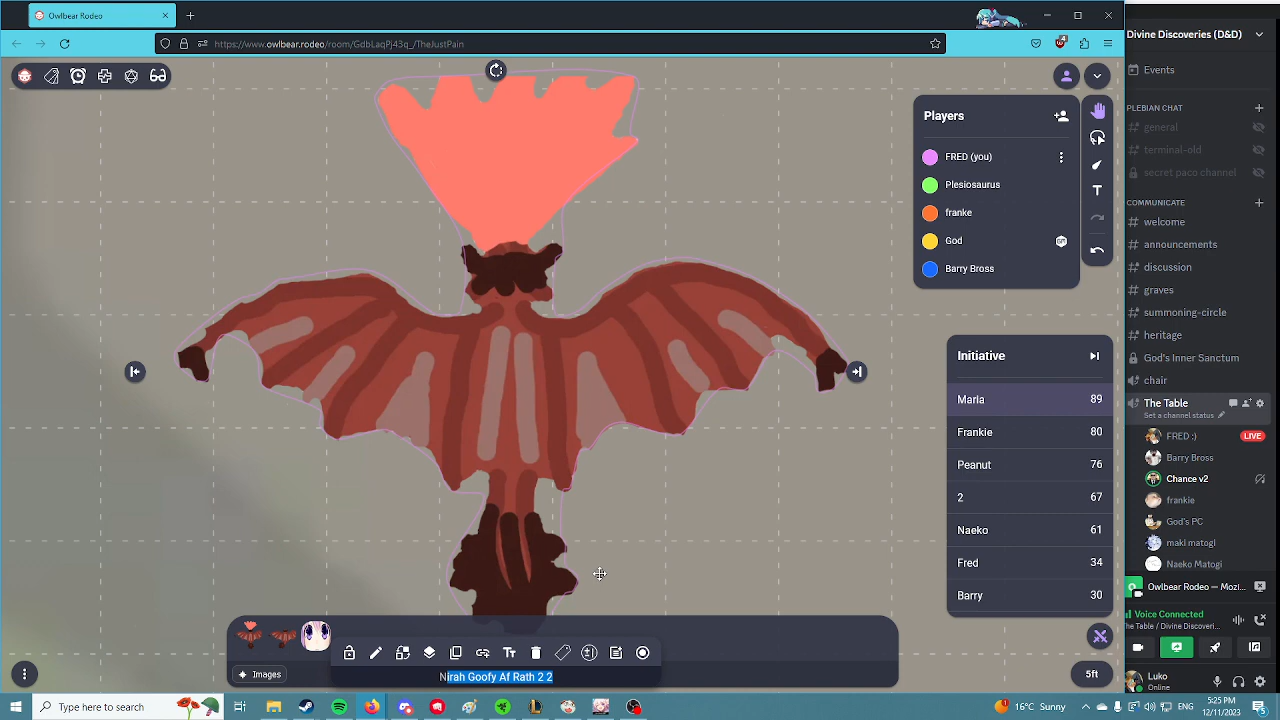 Owlbear Rodeo
https://www.owlbear.rodeo/room/GdbLaqPj43q_/TheJustPain
Players
FRED (you)
Plesiosaurus
franke
God
GM
Barry Bross
Initiative
Marla 89
Frankie 80
Peanut 76
2 67
Naeko 61
Fred 34
Barry 30
Images
Nirah Goofy Af Rath 2 2
5ft
Divine Discoveries (D&D)
Events
PLEBIAN CHAT
general
terminal-old
secret paco channel
COMMUNICATE
welcome
announcements
discussion
graves
summoning-circle
heritage
God's Inner Sanctum
chair
The Table
Set a channel status
FRED :) LIVE
Barry Bross
Chance v2
frankie
God's PC
maki matogi
Naeko Matogi
Owlbear Rodeo — Mozi...
Voice Connected
The Table / Divine Discoveri...
Luko
Online
Type here to search
16°C Sunny
5:25 PM
12/11/2023